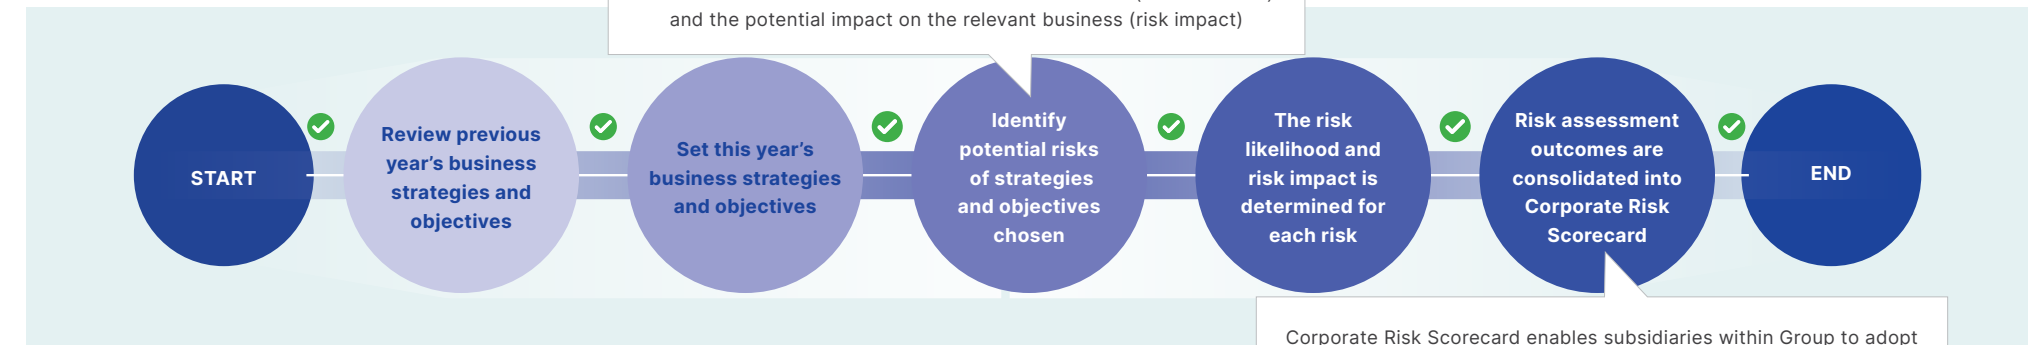 and the potential impact on the relevant business (risk impact)
START
Review previous
year’s business
strategies and
objectives
Set this year’s
business strategies
and objectives
Identify
potential risks
of strategies
and objectives
chosen
The risk
likelihood and
risk impact is
determined for
each risk
Risk assessment
outcomes are
consolidated into
Corporate Risk
Scorecard
END
Corporate Risk Scorecard enables subsidiaries within Group to adopt